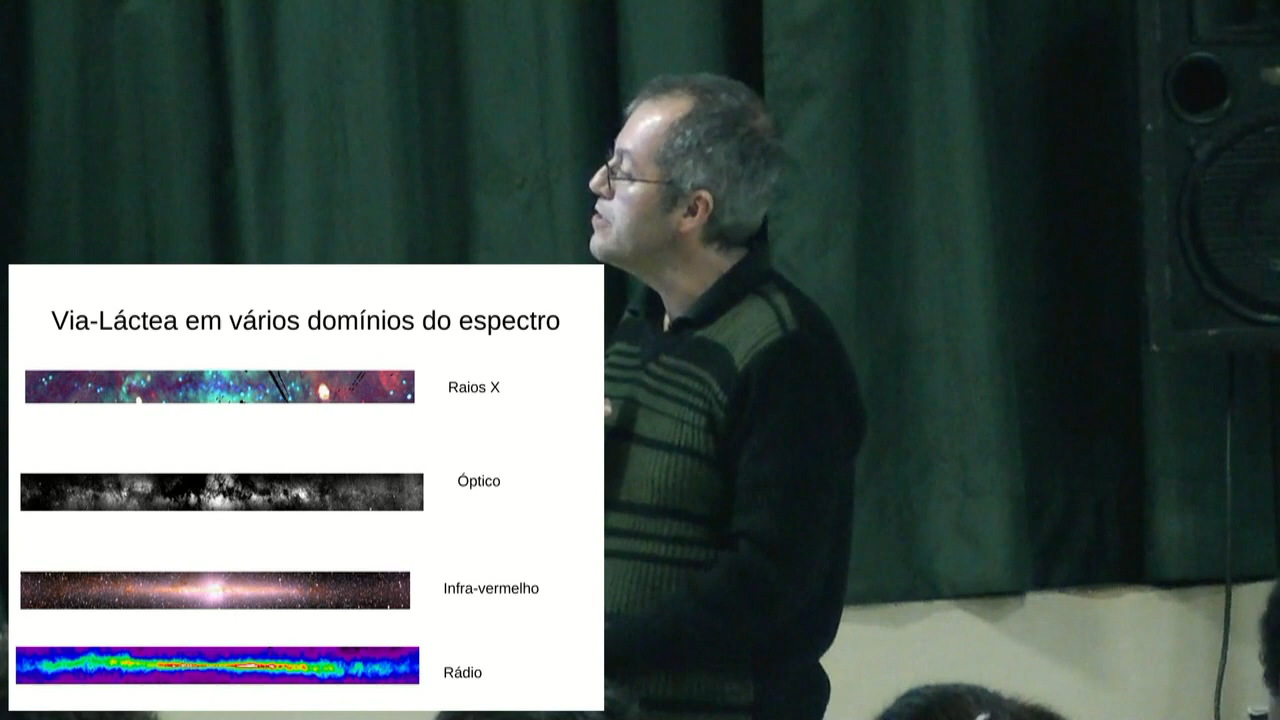 Via-Láctea em vários domínios do espectro
Raios X
Óptico
Infra-vermelho
Rádio